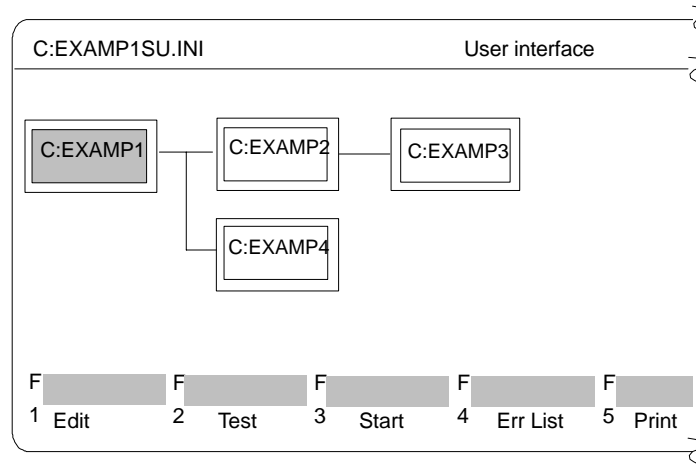 C:EXAMP1SU.INI User interface
C:EXAMP1 C:EXAMP2 C:EXAMP3
C:EXAMP4
F F F F F
1 Edit 2 Test 3 Start 4 Err List 5 Print